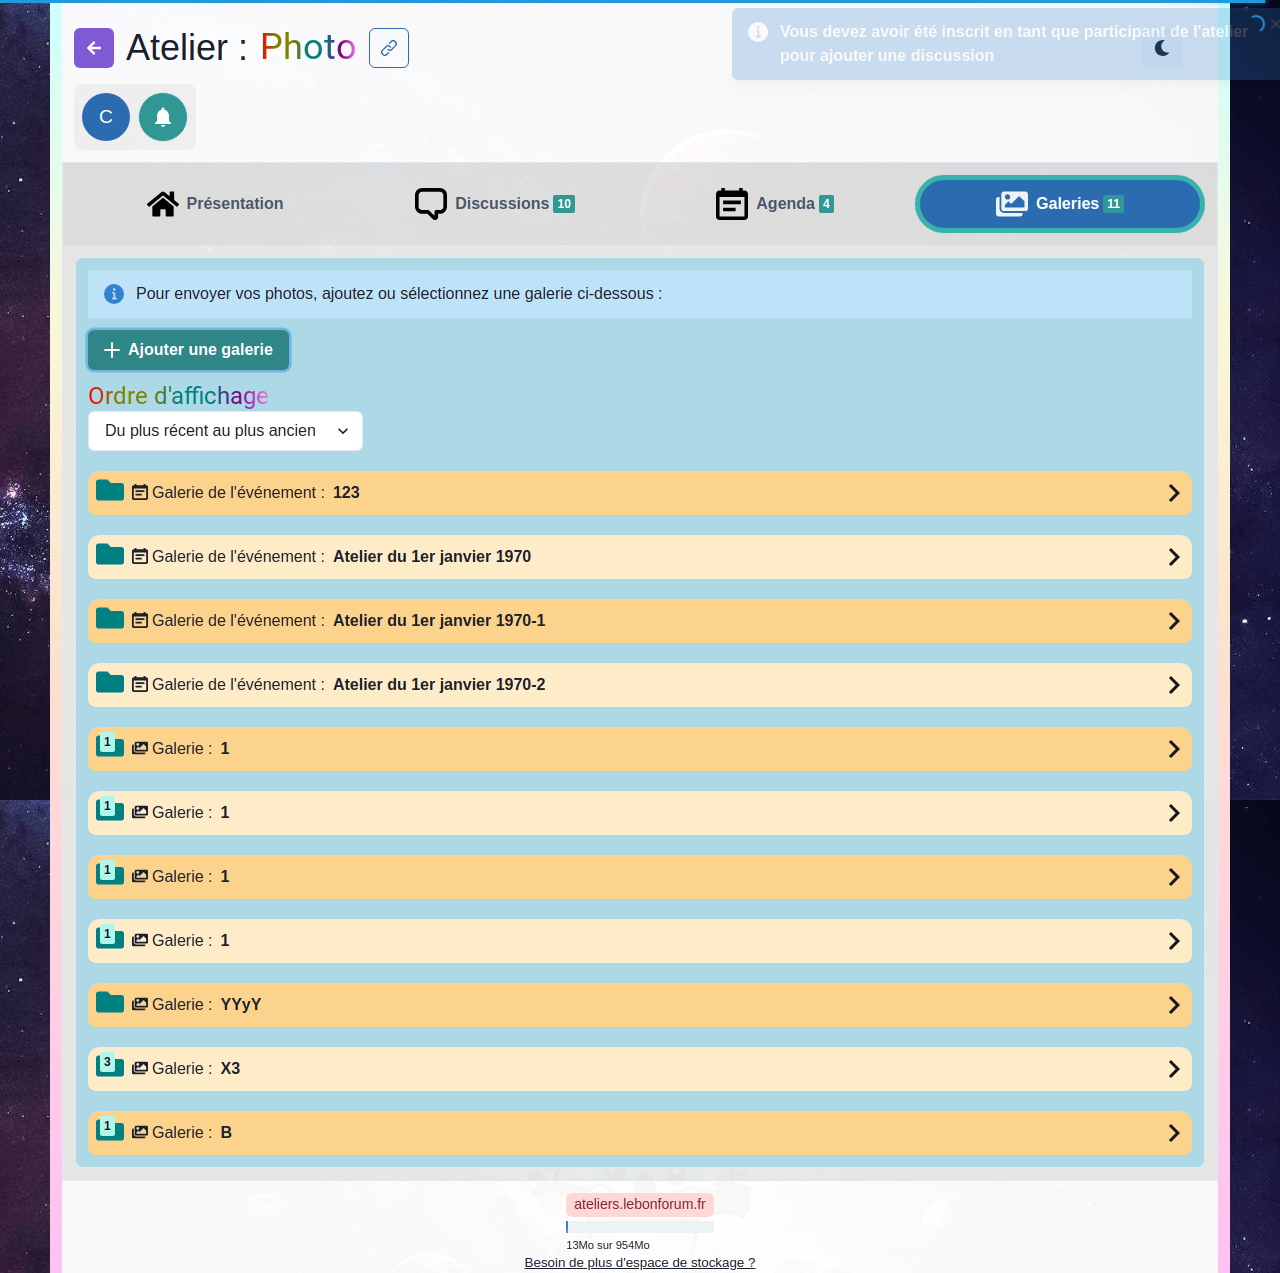 Atelier : Photo
Vous devez avoir été inscrit en tant que participant de l'atelier
pour ajouter une discussion
C
Présentation
Discussions 10
Agenda 4
Galeries 11
Pour envoyer vos photos, ajoutez ou sélectionnez une galerie ci-dessous :
Ajouter une galerie
Ordre d'affichage
Du plus récent au plus ancien
Galerie de l'événement : 123
Galerie de l'événement : Atelier du 1er janvier 1970
Galerie de l'événement : Atelier du 1er janvier 1970-1
Galerie de l'événement : Atelier du 1er janvier 1970-2
1 Galerie : 1
1 Galerie : 1
1 Galerie : 1
1 Galerie : 1
Galerie : YYyY
3 Galerie : X3
1 Galerie : B
ateliers.lebonforum.fr
13Mo sur 954Mo
Besoin de plus d'espace de stockage ?